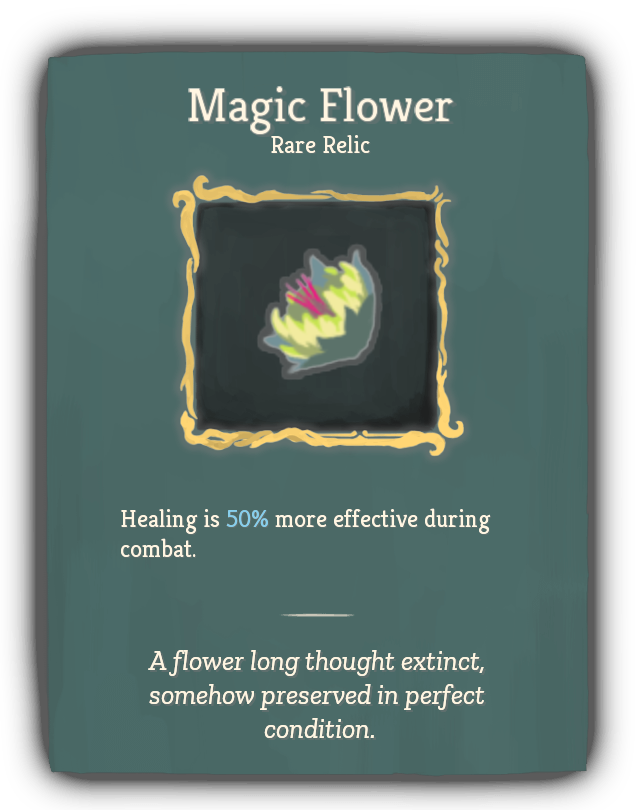 Magic Flower
Rare Relic
Healing is 50% more effective during
combat.
A flower long thought extinct,
somehow preserved in perfect
condition.